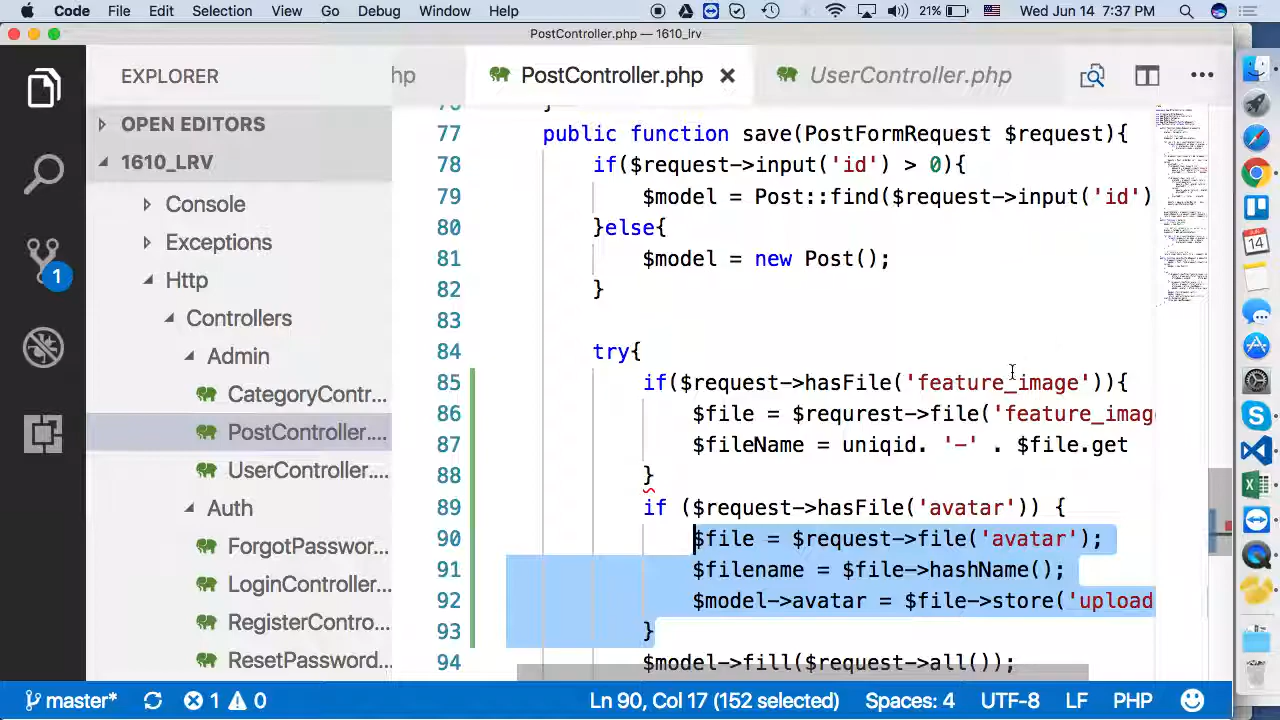 Code File Edit Selection View Go Debug Window Help 21% Wed Jun 14 7:37 PM
PostController.php — 1610_lrv
EXPLORER
hp PostController.php UserController.php
OPEN EDITORS
1610_LRV
Console
Exceptions
Http
Controllers
Admin
CategoryContr...
PostController....
UserController....
Auth
ForgotPasswor...
LoginController...
RegisterContro...
ResetPassword...
77 public function save(PostFormRequest $request){
78 if($request->input('id') > 0){
79 $model = Post::find($request->input('id')
80 }else{
81 $model = new Post();
82 }
83
84 try{
85 if($request->hasFile('feature_image')){
86 $file = $requrest->file('feature_imag
87 $fileName = uniqid. '-' . $file.get
88 }
89 if ($request->hasFile('avatar')) {
90 $file = $request->file('avatar');
91 $filename = $file->hashName();
92 $model->avatar = $file->store('upload
93 }
94 $model->fill($request->all());
1
JUN
14
master* 1 0 Ln 90, Col 17 (152 selected) Spaces: 4 UTF-8 LF PHP